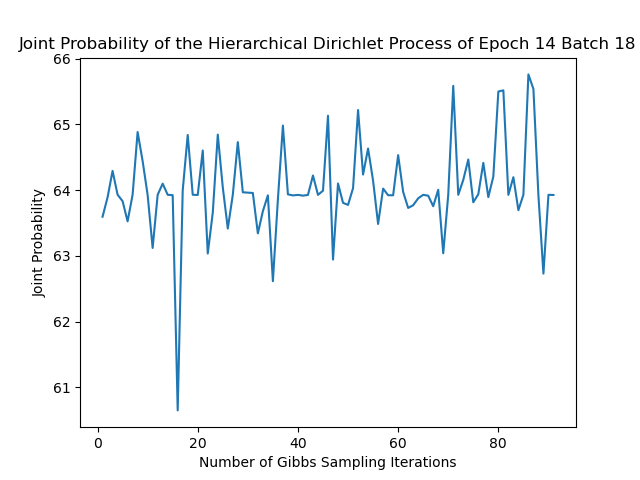 Joint Probability of the Hierarchical Dirichlet Process of Epoch 14 Batch 18
66
65
64
63
62
61
Joint Probability
0 20 40 60 80
Number of Gibbs Sampling Iterations